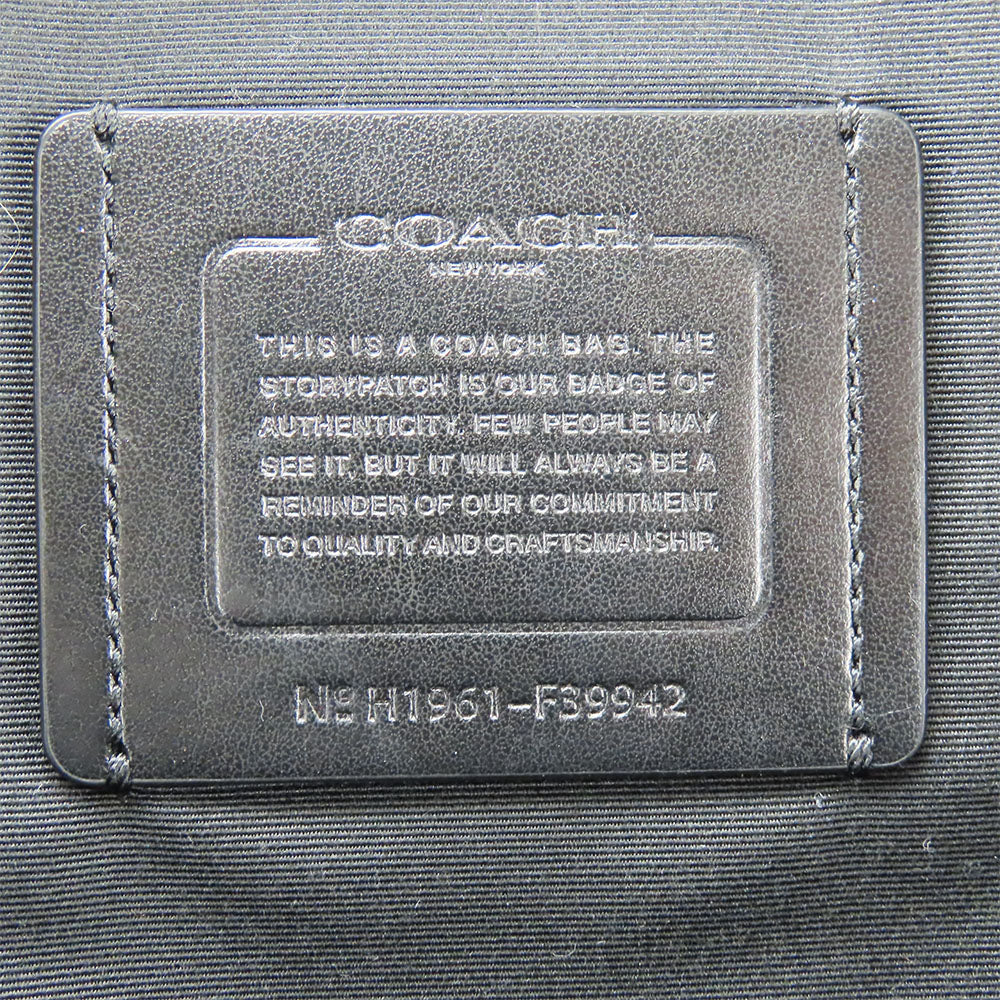 COACH
NEW YORK
THIS IS A COACH BAG. THE
STORYPATCH IS OUR BADGE OF
AUTHENTICITY. FEW PEOPLE MAY
SEE IT, BUT IT WILL ALWAYS BE A
REMINDER OF OUR COMMITMENT
TO QUALITY AND CRAFTSMANSHIP.
Nº H1961-F39942